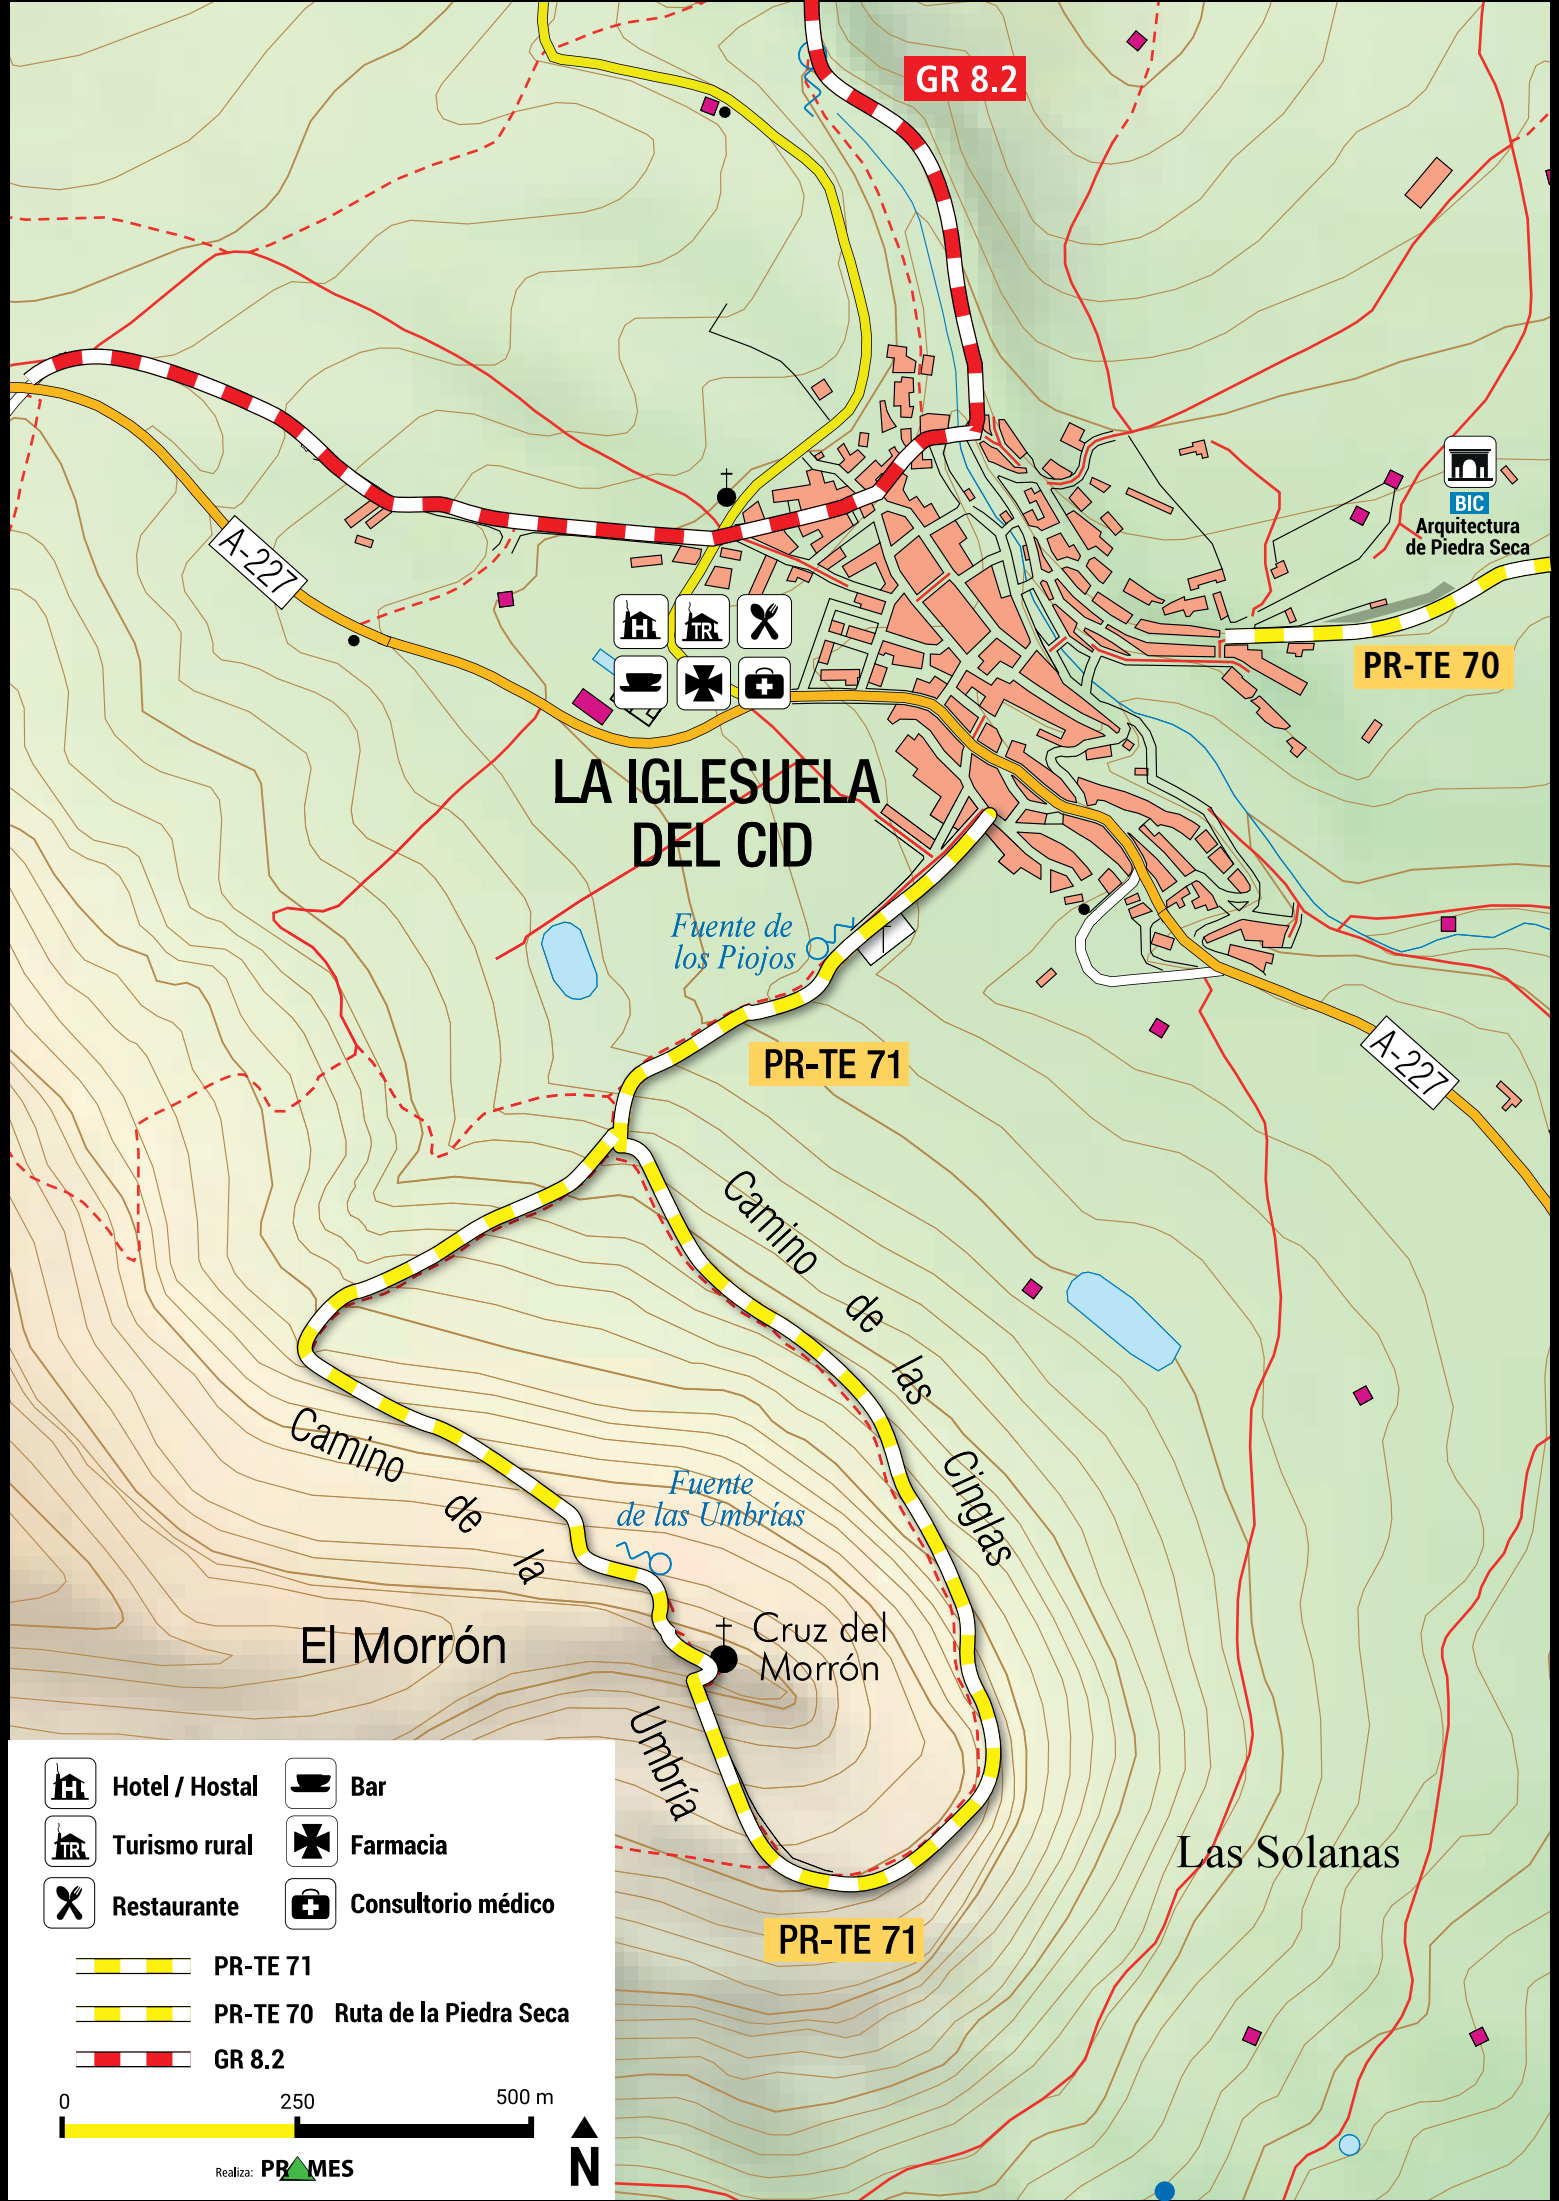 GR 8.2
BIC
Arquitectura
de Piedra Seca
A-227
TR
H
PR-TE 70
LA IGLESUELA
DEL CID
Fuente de
los Piojos
PR-TE 71
A-227
Camino de las Cinglas
Camino de la Umbría
Fuente
de las Umbrías
El Morrón
Cruz del
Morrón
Las Solanas
PR-TE 71
H Hotel / Hostal
Bar
TR Turismo rural
Farmacia
Restaurante
Consultorio médico
PR-TE 71
PR-TE 70 Ruta de la Piedra Seca
GR 8.2
0 250 500 m
N
Realiza: PRAMES